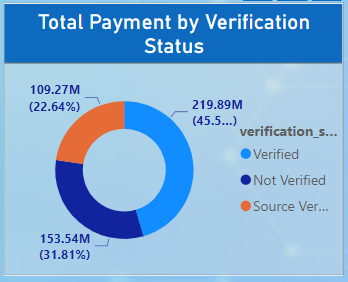 Total Payment by Verification
Status
109.27M
(22.64%)
219.89M
(45.5...)
verification_s...
Verified
Not Verified
Source Ver...
153.54M
(31.81%)